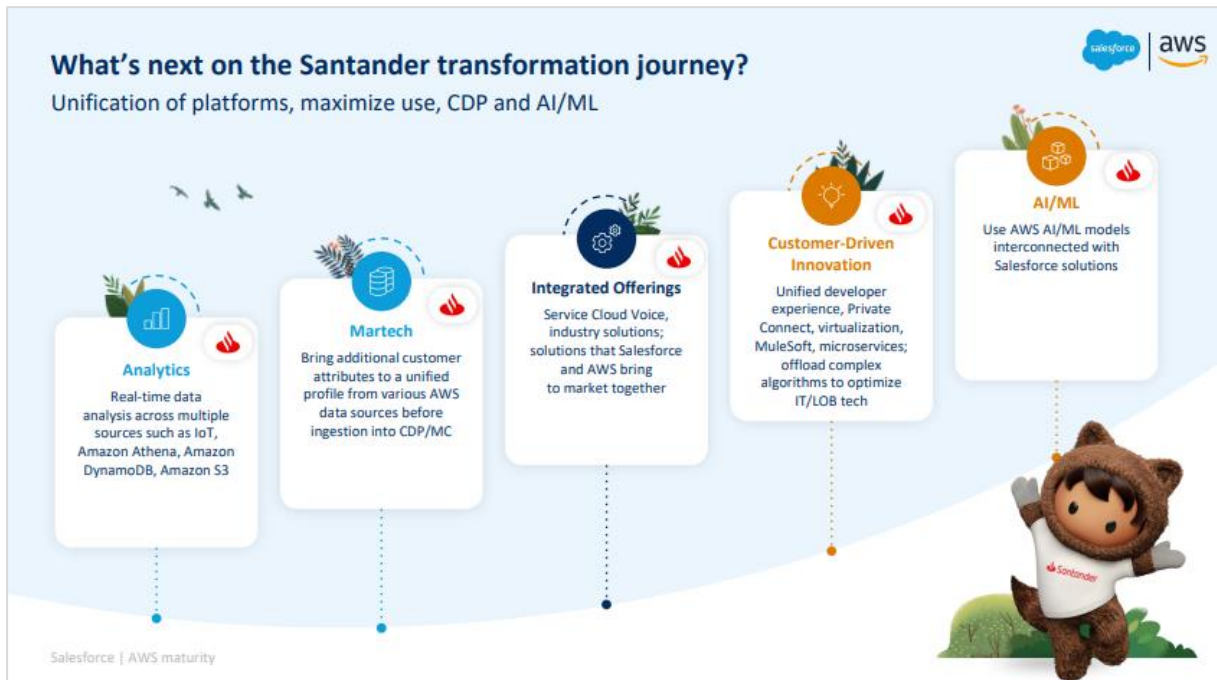 What's next on the Santander transformation journey?
Unification of platforms, maximize use, CDP and AI/ML
salesforce
aws
Analytics
Real-time data
analysis across multiple
sources such as IoT,
Amazon Athena, Amazon
DynamoDB, Amazon S3
Martech
Bring additional customer
attributes to a unified
profile from various AWS
data sources before
ingestion into CDP/MC
Integrated Offerings
Service Cloud Voice,
industry solutions;
solutions that Salesforce
and AWS bring
to market together
Customer-Driven
Innovation
Unified developer
experience, Private
Connect, virtualization,
MuleSoft, microservices;
offload complex
algorithms to optimize
IT/LOB tech
AI/ML
Use AWS AI/ML models
interconnected with
Salesforce solutions
Santander
Salesforce | AWS maturity